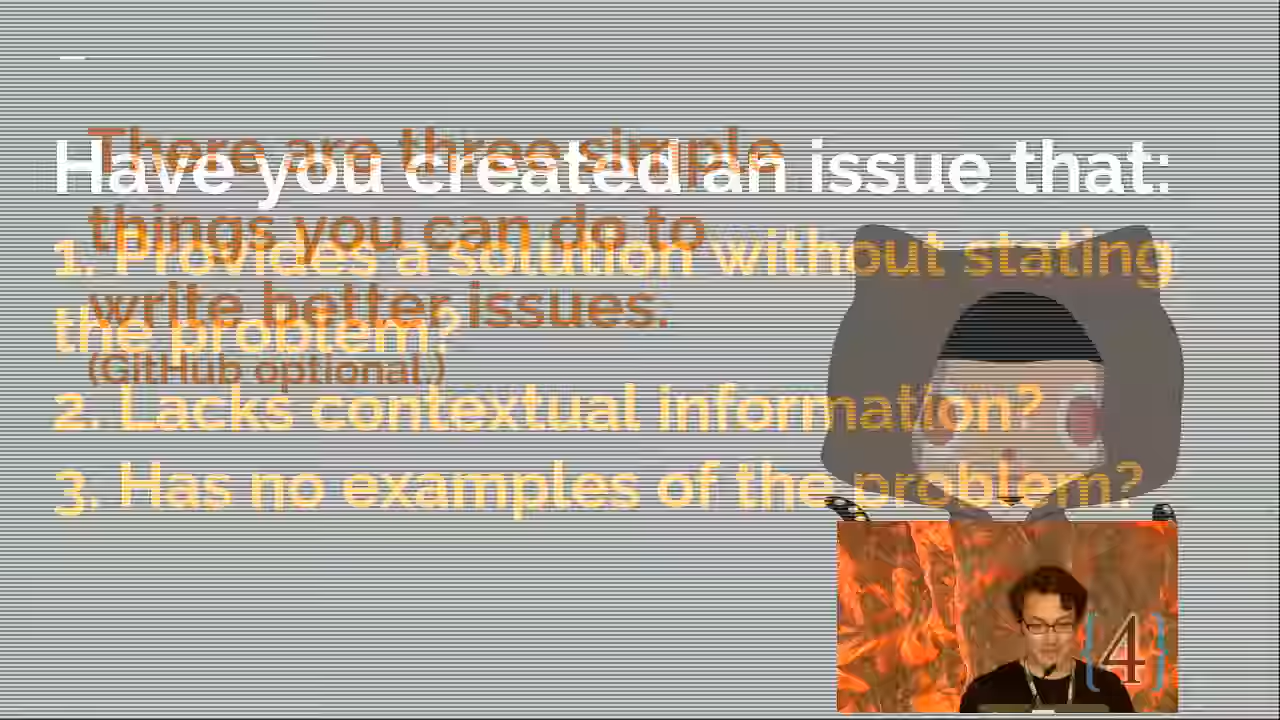 There are three simple
things you can do to
write better issues.
(GitHub optional.)
Have you created an issue that:
1. Provides a solution without stating
the problem?
2. Lacks contextual information?
3. Has no examples of the problem?
{4}